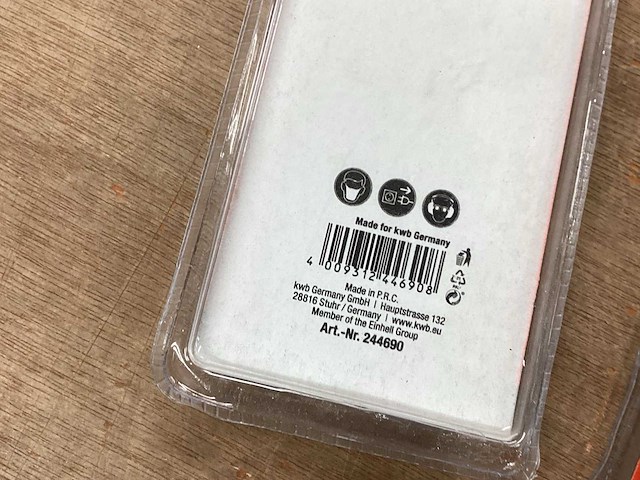 Made for kwb Germany
4 009312 446908
Made in P.R.C.
kwb Germany GmbH | Hauptstrasse 132
28816 Stuhr / Germany | www.kwb.eu
Member of the Einhell Group
Art.-Nr. 244690